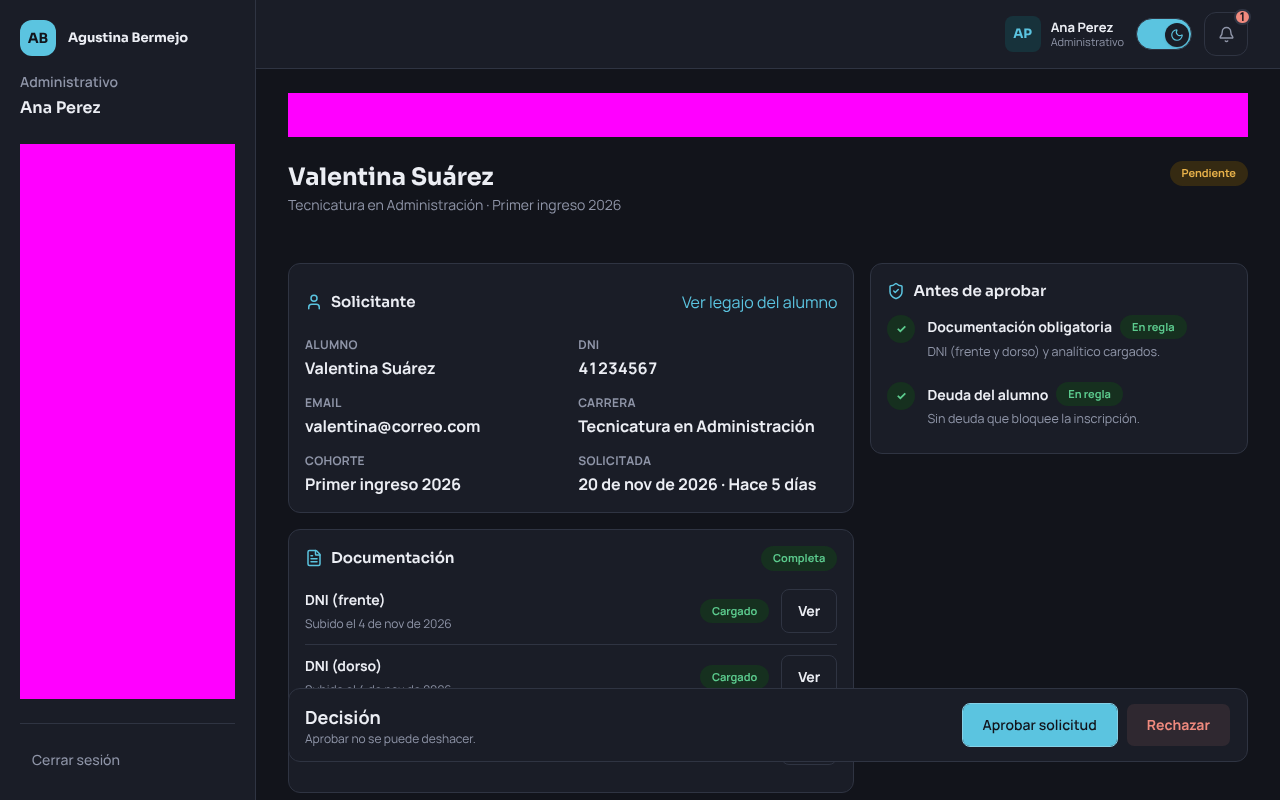 AB
Agustina Bermejo
Administrativo
Ana Perez
Cerrar sesión
AP
Ana Perez
Administrativo
1
Valentina Suárez
Pendiente
Tecnicatura en Administración · Primer ingreso 2026
Solicitante
Ver legajo del alumno
ALUMNO
DNI
Valentina Suárez
41234567
EMAIL
CARRERA
valentina@correo.com
Tecnicatura en Administración
COHORTE
SOLICITADA
Primer ingreso 2026
20 de nov de 2026 · Hace 5 días
Antes de aprobar
Documentación obligatoria
En regla
DNI (frente y dorso) y analítico cargados.
Deuda del alumno
En regla
Sin deuda que bloquee la inscripción.
Documentación
Completa
DNI (frente)
Subido el 4 de nov de 2026
Cargado
Ver
DNI (dorso)
Cargado
Ver
Decisión
Aprobar no se puede deshacer.
Aprobar solicitud
Rechazar